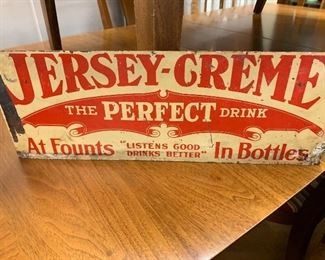 JERSEY-CREME
THE PERFECT DRINK
At Founts "LISTENS GOOD DRINKS BETTER" In Bottles